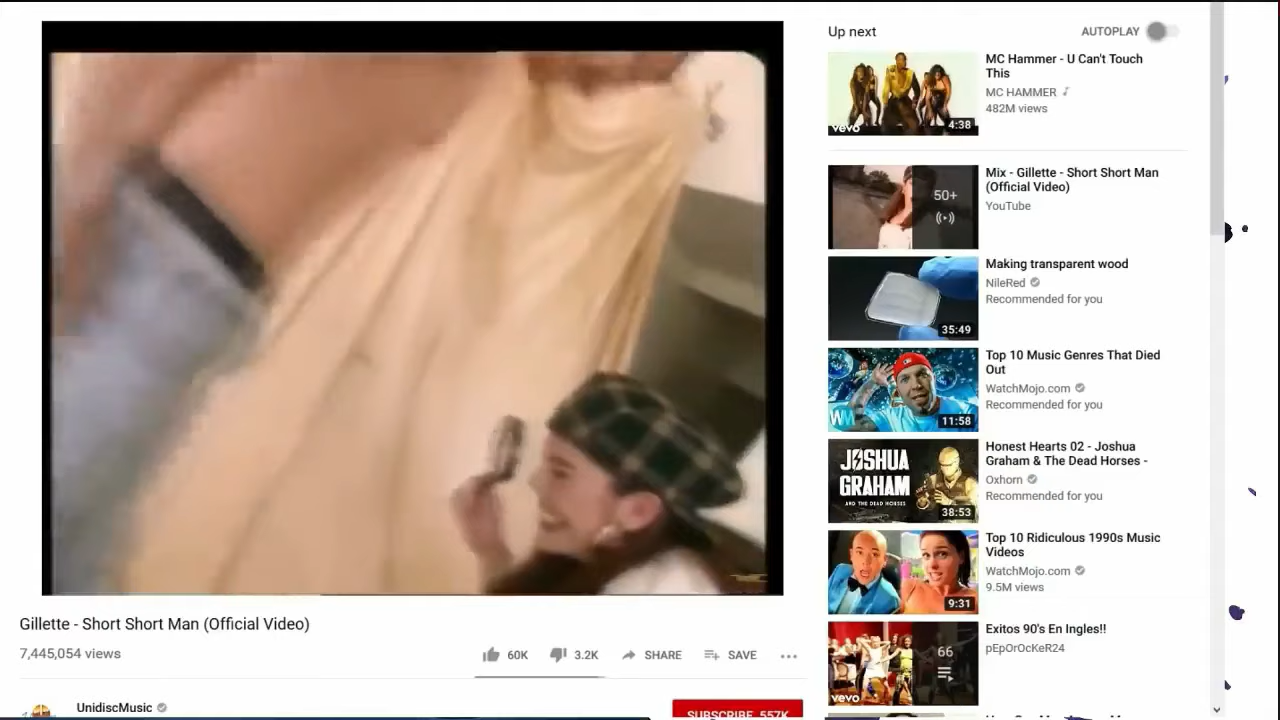 Up next
AUTOPLAY
MC Hammer - U Can't Touch
This
MC HAMMER
482M views
vevo
4:38
Mix - Gillette - Short Short Man
(Official Video)
YouTube
50+
Making transparent wood
NileRed
Recommended for you
35:49
Top 10 Music Genres That Died
Out
WatchMojo.com
Recommended for you
W
11:58
Honest Hearts 02 - Joshua
Graham & The Dead Horses -
Oxhorn
Recommended for you
JOSHUA
GRAHAM
AND THE DEAD HORSES
38:53
Top 10 Ridiculous 1990s Music
Videos
WatchMojo.com
9.5M views
9:31
Exitos 90's En Ingles!!
pEpOrOcKeR24
66
vevo
Gillette - Short Short Man (Official Video)
7,445,054 views
60K
3.2K
SHARE
SAVE
UnidiscMusic
SUBSCRIBE 557K